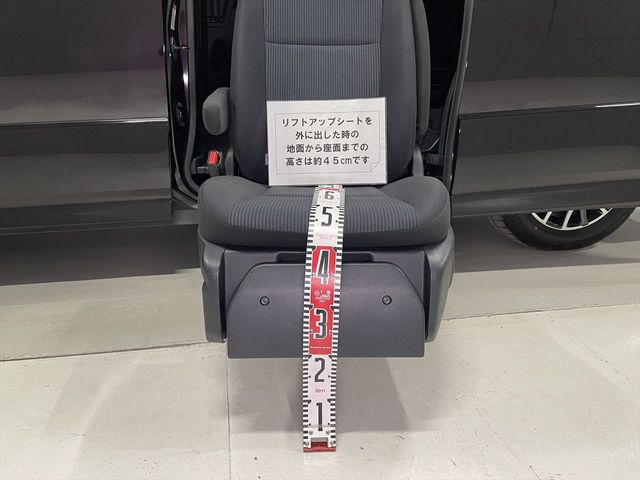 リフトアップシートを
外に出した時の
地面から座面までの
高さは約45cmです
6
5
4
3
2
1